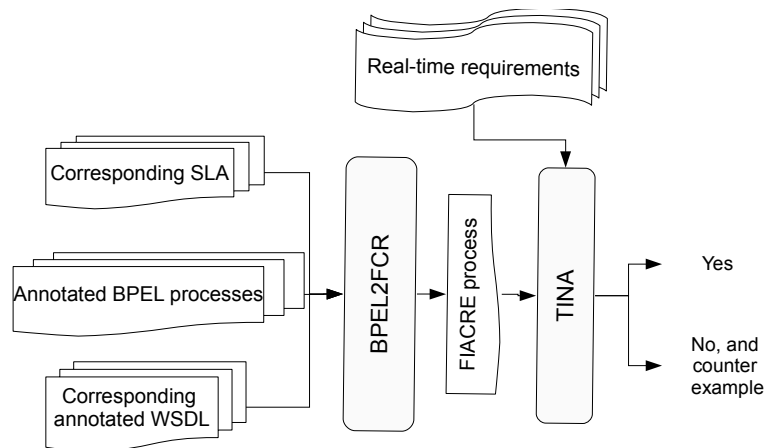 Real-time requirements
Corresponding SLA
Annotated BPEL processes
Corresponding
annotated WSDL
BPEL2FCR
FIACRE process
TINA
Yes
No, and
counter
example